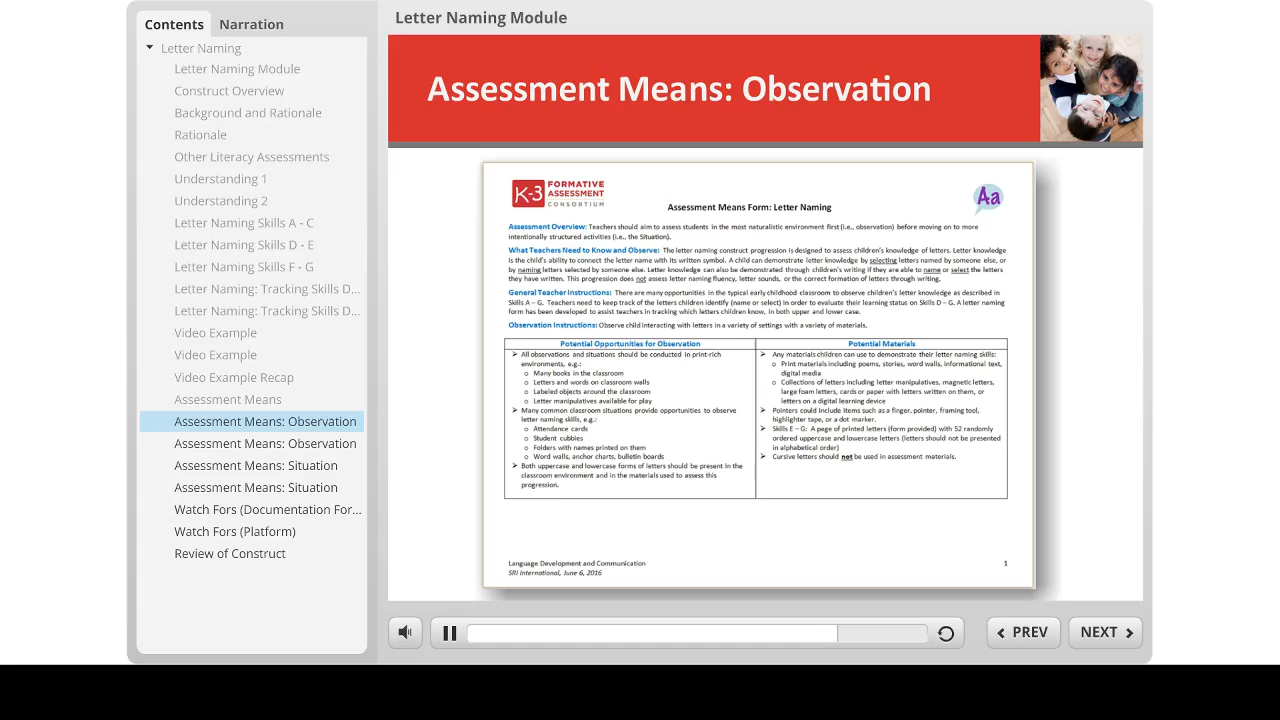 Contents
Narration
Letter Naming Module
Letter Naming
Letter Naming Module
Construct Overview
Background and Rationale
Rationale
Other Literacy Assessments
Understanding 1
Understanding 2
Letter Naming Skills A - C
Letter Naming Skills D - E
Letter Naming Skills F - G
Letter Naming: Tracking Skills D...
Letter Naming: Tracking Skills D...
Video Example
Video Example
Video Example Recap
Assessment Means
Assessment Means: Observation
Assessment Means: Observation
Assessment Means: Situation
Assessment Means: Situation
Watch Fors (Documentation For...
Watch Fors (Platform)
Review of Construct
Assessment Means: Observation
K-3 FORMATIVE
ASSESSMENT
CONSORTIUM
Aa
Assessment Means Form: Letter Naming
Assessment Overview: Teachers should aim to assess students in the most naturalistic environment first (i.e., observation) before moving on to more
intentionally structured activities (i.e., the Situation).
What Teachers Need to Know and Observe: The letter naming construct progression is designed to assess children's knowledge of letters. Letter knowledge
is the child's ability to connect the letter name with its written symbol. A child can demonstrate letter knowledge by selecting letters named by someone else, or
by naming letters selected by someone else. Letter knowledge can also be demonstrated through children's writing if they are able to name or select the letters
they have written. This progression does not assess letter naming fluency, letter sounds, or the correct formation of letters through writing.
General Teacher Instructions: There are many opportunities in the typical early childhood classroom to observe children's letter knowledge as described in
Skills A – G. Teachers need to keep track of the letters children identify (name or select) in order to evaluate their learning status on Skills D – G. A letter naming
form has been developed to assist teachers in tracking which letters children know, in both upper and lower case.
Observation Instructions: Observe child interacting with letters in a variety of settings with a variety of materials.
Potential Opportunities for Observation
➢ All observations and situations should be conducted in print-rich
environments, e.g.:
o Many books in the classroom
o Letters and words on classroom walls
o Labeled objects around the classroom
o Letter manipulatives available for play
➢ Many common classroom situations provide opportunities to observe
letter naming skills, e.g.:
o Attendance cards
o Student cubbies
o Folders with names printed on them
o Word walls, anchor charts, bulletin boards
➢ Both uppercase and lowercase forms of letters should be present in the
classroom environment and in the materials used to assess this
progression.
Potential Materials
➢ Any materials children can use to demonstrate their letter naming skills:
o Print materials including poems, stories, word walls, informational text,
digital media
o Collections of letters including letter manipulatives, magnetic letters,
large foam letters, cards or paper with letters written on them, or
letters on a digital learning device
➢ Pointers could include items such as a finger, pointer, framing tool,
highlighter tape, or a dot marker.
➢ Skills E – G: A page of printed letters (form provided) with 52 randomly
ordered uppercase and lowercase letters (letters should not be presented
in alphabetical order)
➢ Cursive letters should not be used in assessment materials.
Language Development and Communication
SRI International, June 6, 2016
1
PREV
NEXT